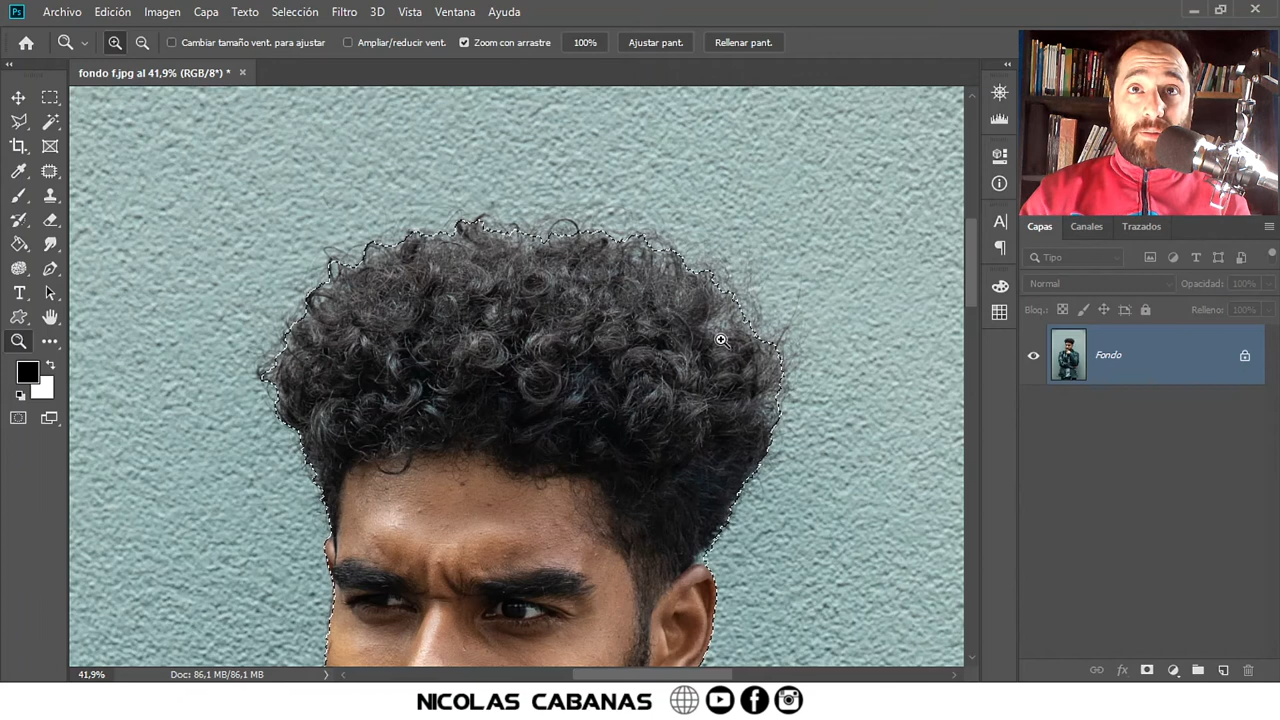 Ps Archivo Edición Imagen Capa Texto Selección Filtro 3D Vista Ventana Ayuda
Cambiar tamaño vent. para ajustar Ampliar/reducir vent. Zoom con arrastre 100% Ajustar pant. Rellenar pant.
fondo f.jpg al 41,9% (RGB/8*) *
Capas Canales Trazados
Tipo
Normal Opacidad: 100%
Bloq.: Relleno: 100%
Fondo
41,9% Doc: 86,1 MB/86,1 MB
NICOLAS CABANAS